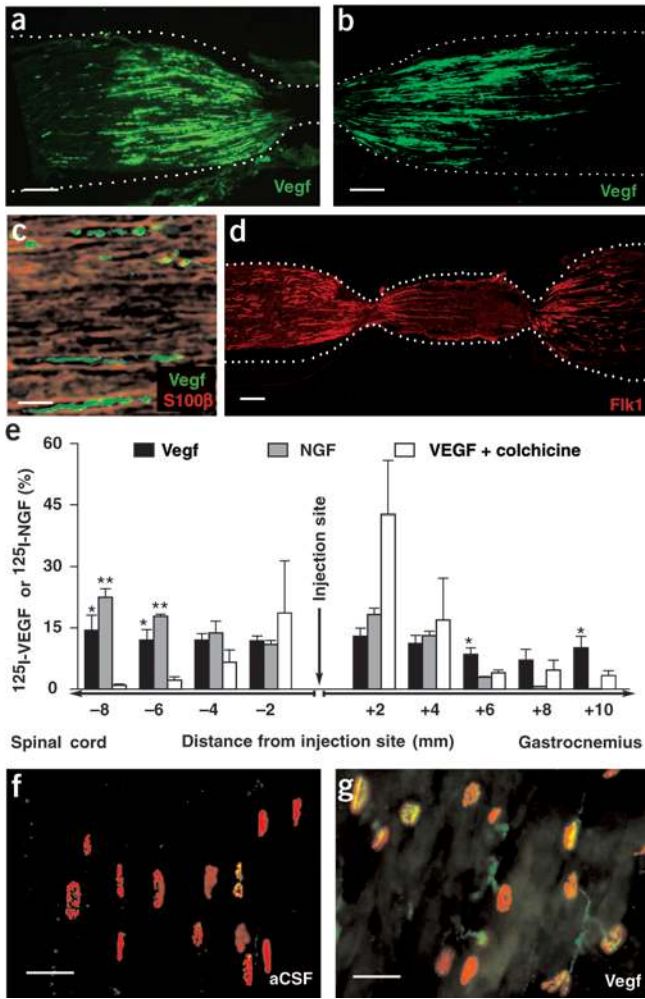 a
b
Vegf
Vegf
c
d
Vegf
S100β
Flk1
e
60
45
30
15
0
125I-VEGF or 125I-NGF (%)
Vegf
NGF
VEGF + colchicine
Injection site
*
**
*
**
*
*
–8
–6
–4
–2
+2
+4
+6
+8
+10
Spinal cord
Distance from injection site (mm)
Gastrocnemius
f
g
aCSF
Vegf